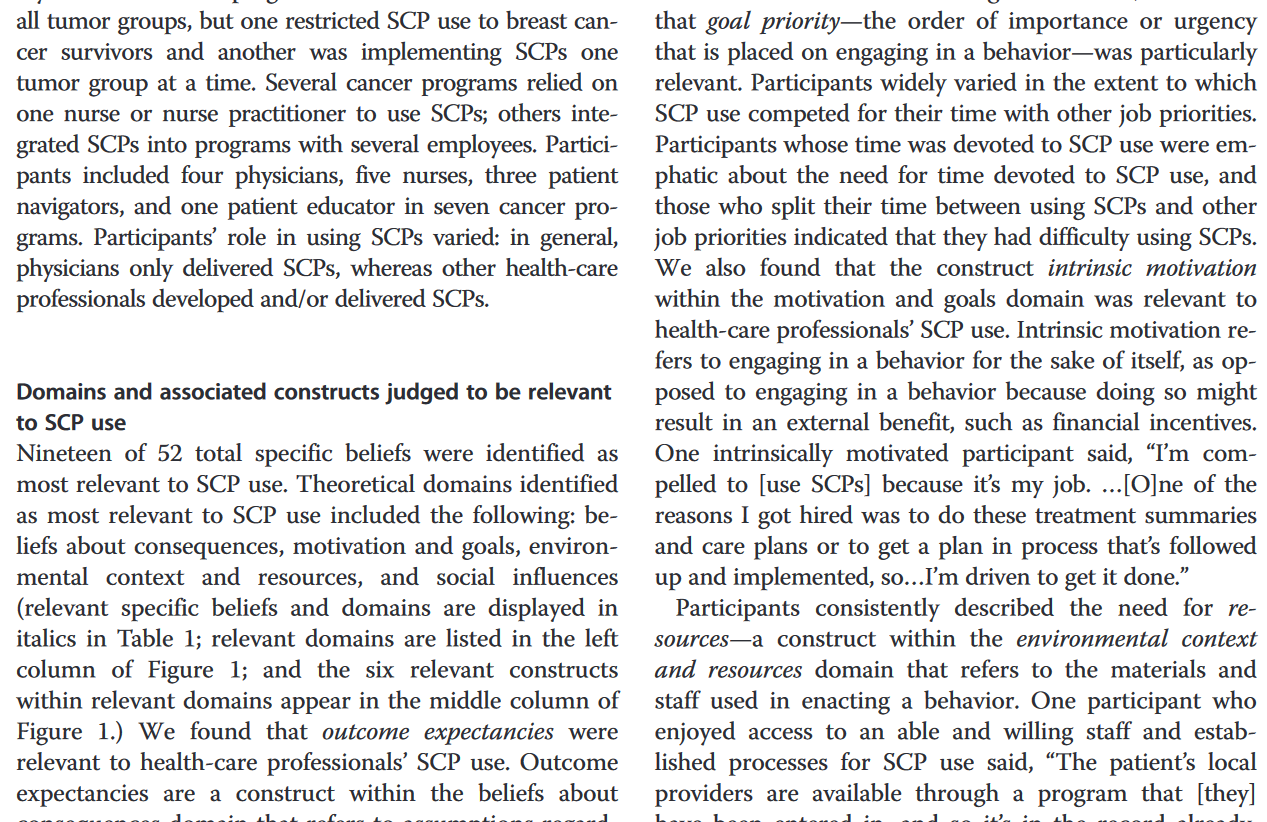 all tumor groups, but one restricted SCP use to breast can-
cer survivors and another was implementing SCPs one
tumor group at a time. Several cancer programs relied on
one nurse or nurse practitioner to use SCPs; others inte-
grated SCPs into programs with several employees. Partici-
pants included four physicians, five nurses, three patient
navigators, and one patient educator in seven cancer pro-
grams. Participants’ role in using SCPs varied: in general,
physicians only delivered SCPs, whereas other health-care
professionals developed and/or delivered SCPs.
Domains and associated constructs judged to be relevant
to SCP use
Nineteen of 52 total specific beliefs were identified as
most relevant to SCP use. Theoretical domains identified
as most relevant to SCP use included the following: be-
liefs about consequences, motivation and goals, environ-
mental context and resources, and social influences
(relevant specific beliefs and domains are displayed in
italics in Table 1; relevant domains are listed in the left
column of Figure 1; and the six relevant constructs
within relevant domains appear in the middle column of
Figure 1.) We found that outcome expectancies were
relevant to health-care professionals’ SCP use. Outcome
expectancies are a construct within the beliefs about
consequences domain that refers to assumptions regard-
that goal priority—the order of importance or urgency
that is placed on engaging in a behavior—was particularly
relevant. Participants widely varied in the extent to which
SCP use competed for their time with other job priorities.
Participants whose time was devoted to SCP use were em-
phatic about the need for time devoted to SCP use, and
those who split their time between using SCPs and other
job priorities indicated that they had difficulty using SCPs.
We also found that the construct intrinsic motivation
within the motivation and goals domain was relevant to
health-care professionals’ SCP use. Intrinsic motivation re-
fers to engaging in a behavior for the sake of itself, as op-
posed to engaging in a behavior because doing so might
result in an external benefit, such as financial incentives.
One intrinsically motivated participant said, “I’m com-
pelled to [use SCPs] because it’s my job. …[O]ne of the
reasons I got hired was to do these treatment summaries
and care plans or to get a plan in process that’s followed
up and implemented, so…I’m driven to get it done.”
Participants consistently described the need for re-
sources—a construct within the environmental context
and resources domain that refers to the materials and
staff used in enacting a behavior. One participant who
enjoyed access to an able and willing staff and estab-
lished processes for SCP use said, “The patient’s local
providers are available through a program that [they]
have been entered in, and so it’s in the record already.